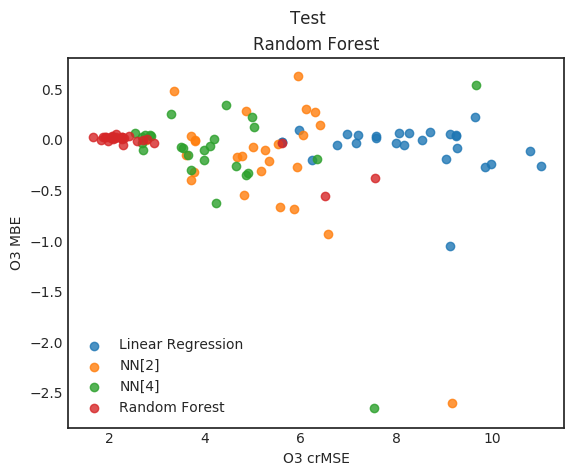 Test
Random Forest
0.5
0.0
−0.5
−1.0
−1.5
−2.0
−2.5
O3 MBE
Linear Regression
NN[2]
NN[4]
Random Forest
2 4 6 8 10
O3 crMSE